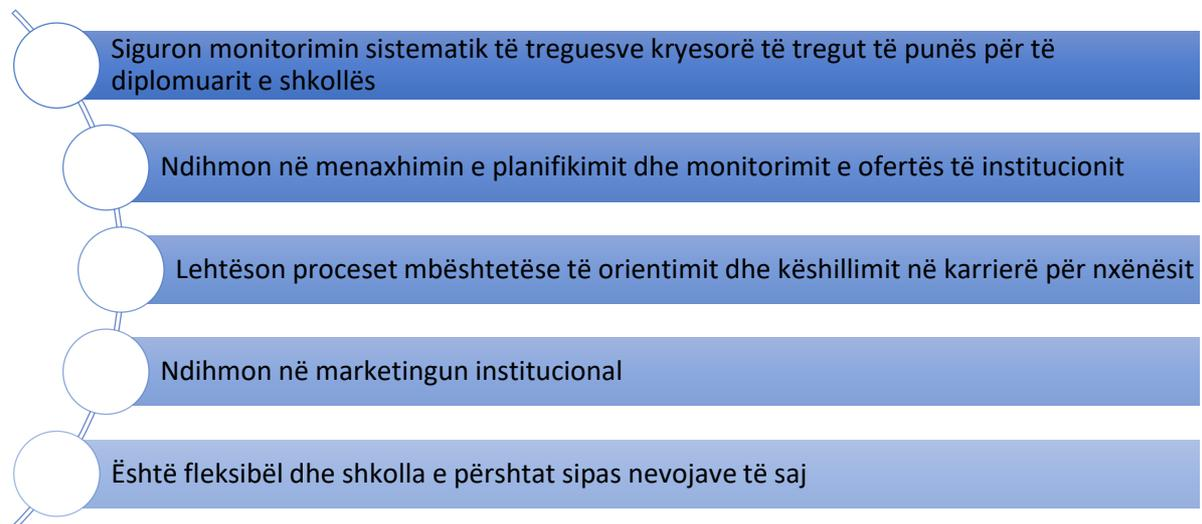 Siguron monitorimin sistematik të treguesve kryesorë të tregut të punës për të
diplomuarit e shkollës
Ndihmon në menaxhimin e planifikimit dhe monitorimit e ofertës të institucionit
Lehtëson proceset mbështetëse të orientimit dhe këshillimit në karrierë për nxënësit
Ndihmon në marketingun institucional
Është fleksibël dhe shkolla e përshtat sipas nevojave të saj